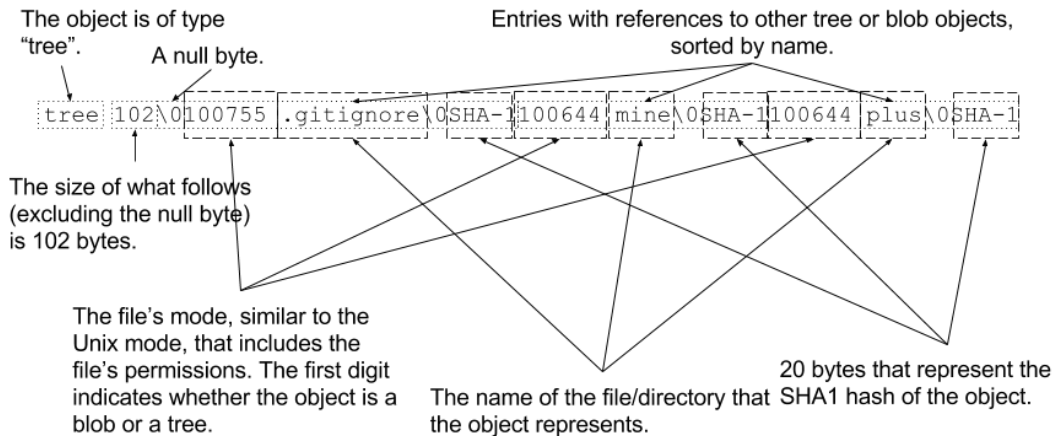 The object is of type
“tree”.
A null byte.
Entries with references to other tree or blob objects,
sorted by name.
tree 102\0100755 .gitignore\0SHA-1100644 mine\0SHA-1100644 plus\0SHA-1
The size of what follows
(excluding the null byte)
is 102 bytes.
The file’s mode, similar to the
Unix mode, that includes the
file’s permissions. The first digit
indicates whether the object is a
blob or a tree.
The name of the file/directory that
the object represents.
20 bytes that represent the
SHA1 hash of the object.